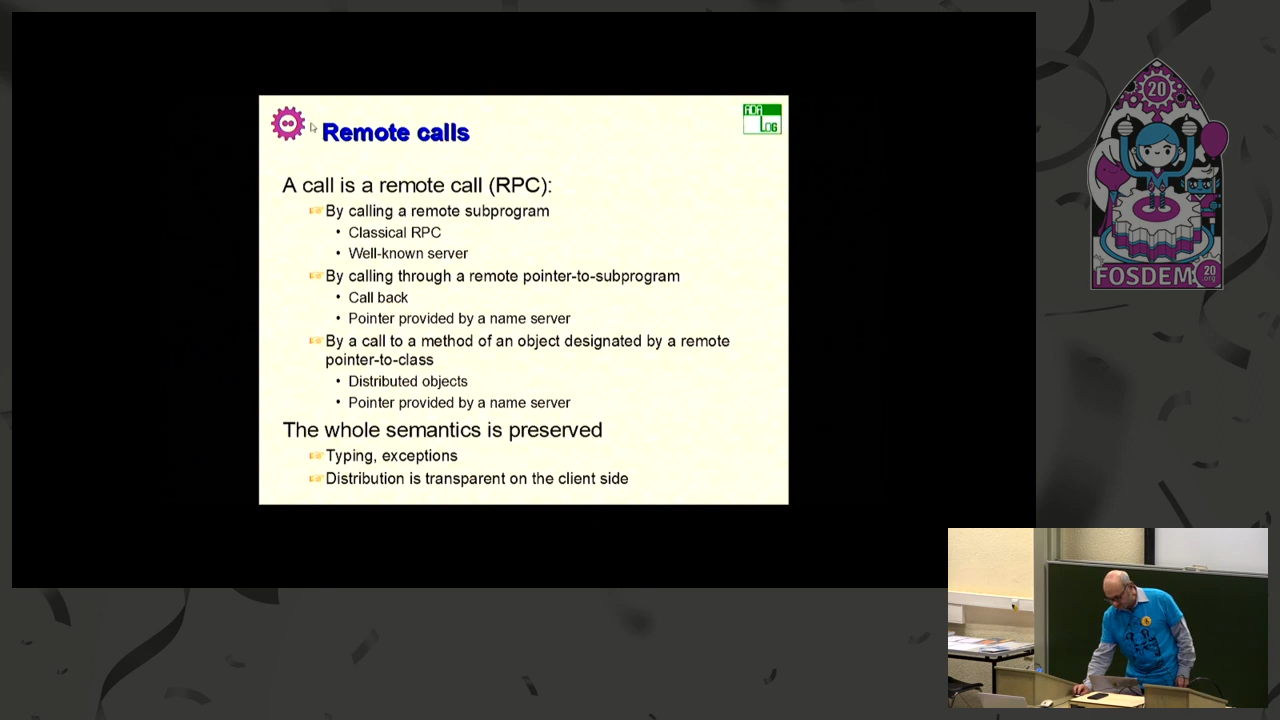 Remote calls
ADA
LOG
A call is a remote call (RPC):
By calling a remote subprogram
• Classical RPC
• Well-known server
By calling through a remote pointer-to-subprogram
• Call back
• Pointer provided by a name server
By a call to a method of an object designated by a remote
pointer-to-class
• Distributed objects
• Pointer provided by a name server
The whole semantics is preserved
Typing, exceptions
Distribution is transparent on the client side
20
FOSDEM
20
.org